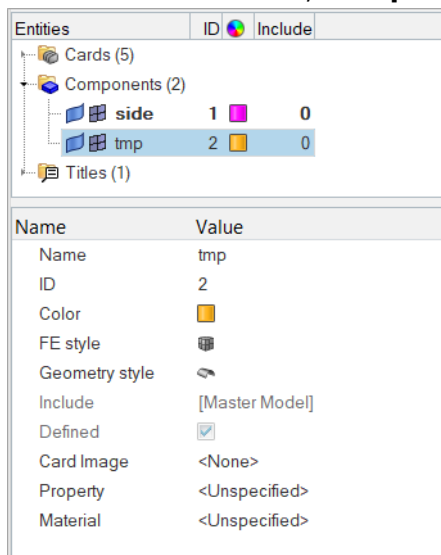 Entities ID Include
Cards (5)
Components (2)
side 1 0
tmp 2 0
Titles (1)
Name Value
Name tmp
ID 2
Color
FE style
Geometry style
Include [Master Model]
Defined
Card Image <None>
Property <Unspecified>
Material <Unspecified>